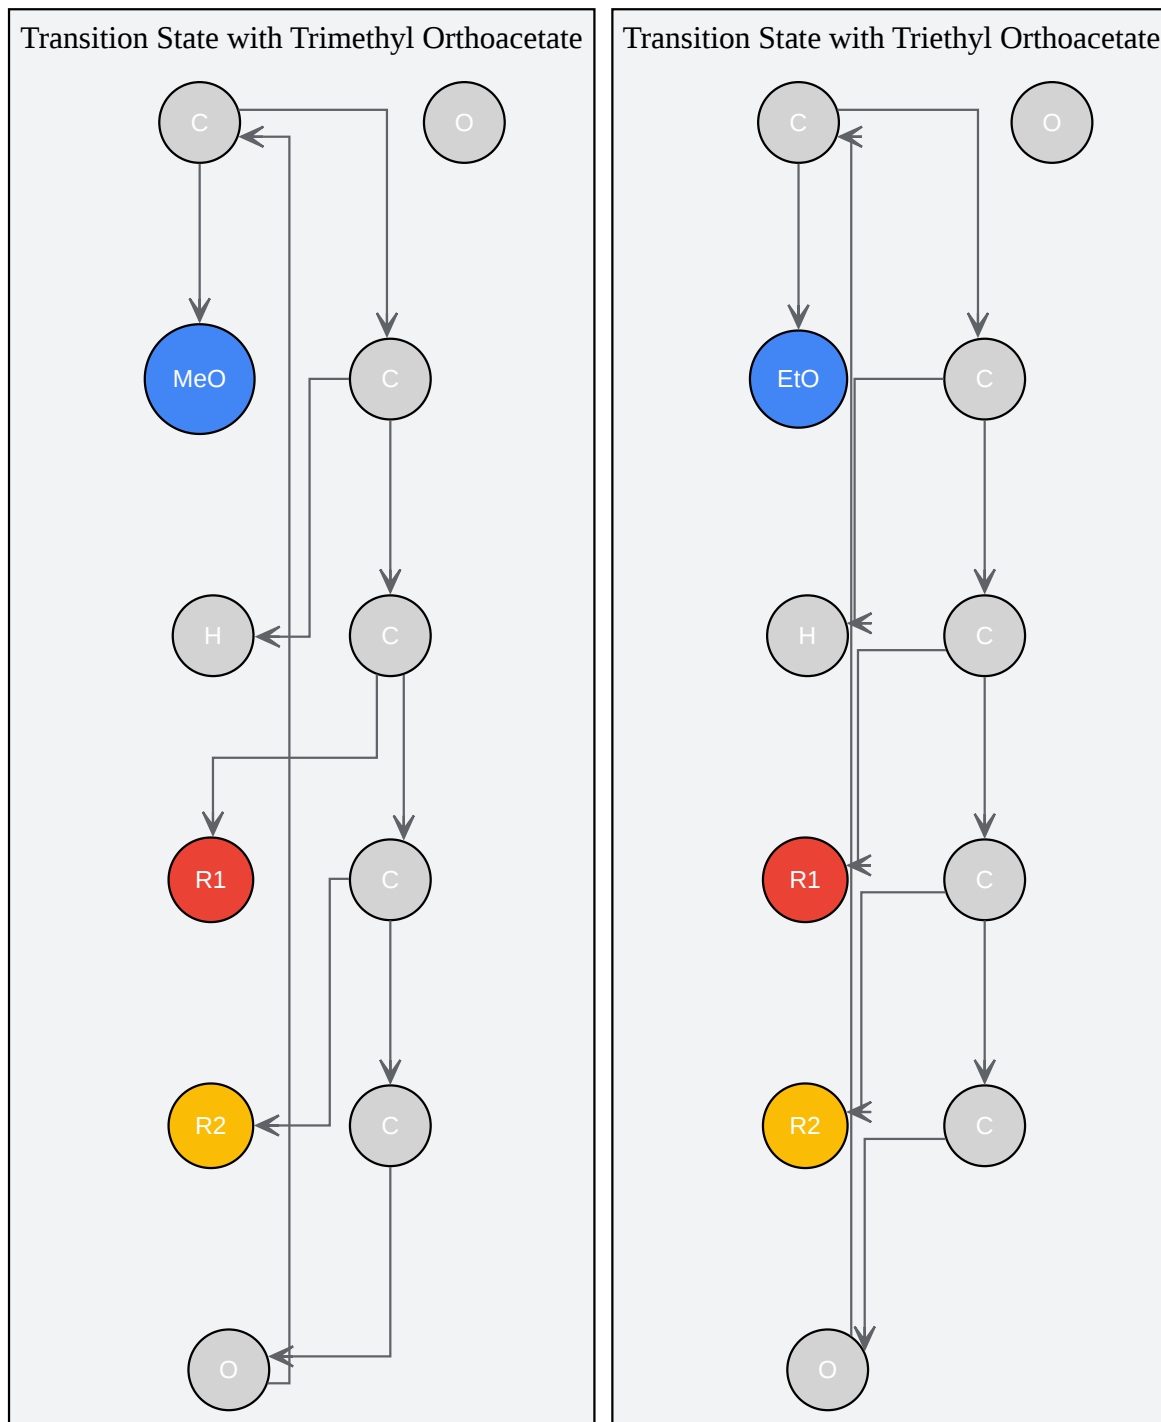 Transition State with Trimethyl Orthoacetate
C
O
MeO
C
H
C
R1
C
R2
C
O
Transition State with Triethyl Orthoacetate
C
O
EtO
C
H
C
R1
C
R2
C
O